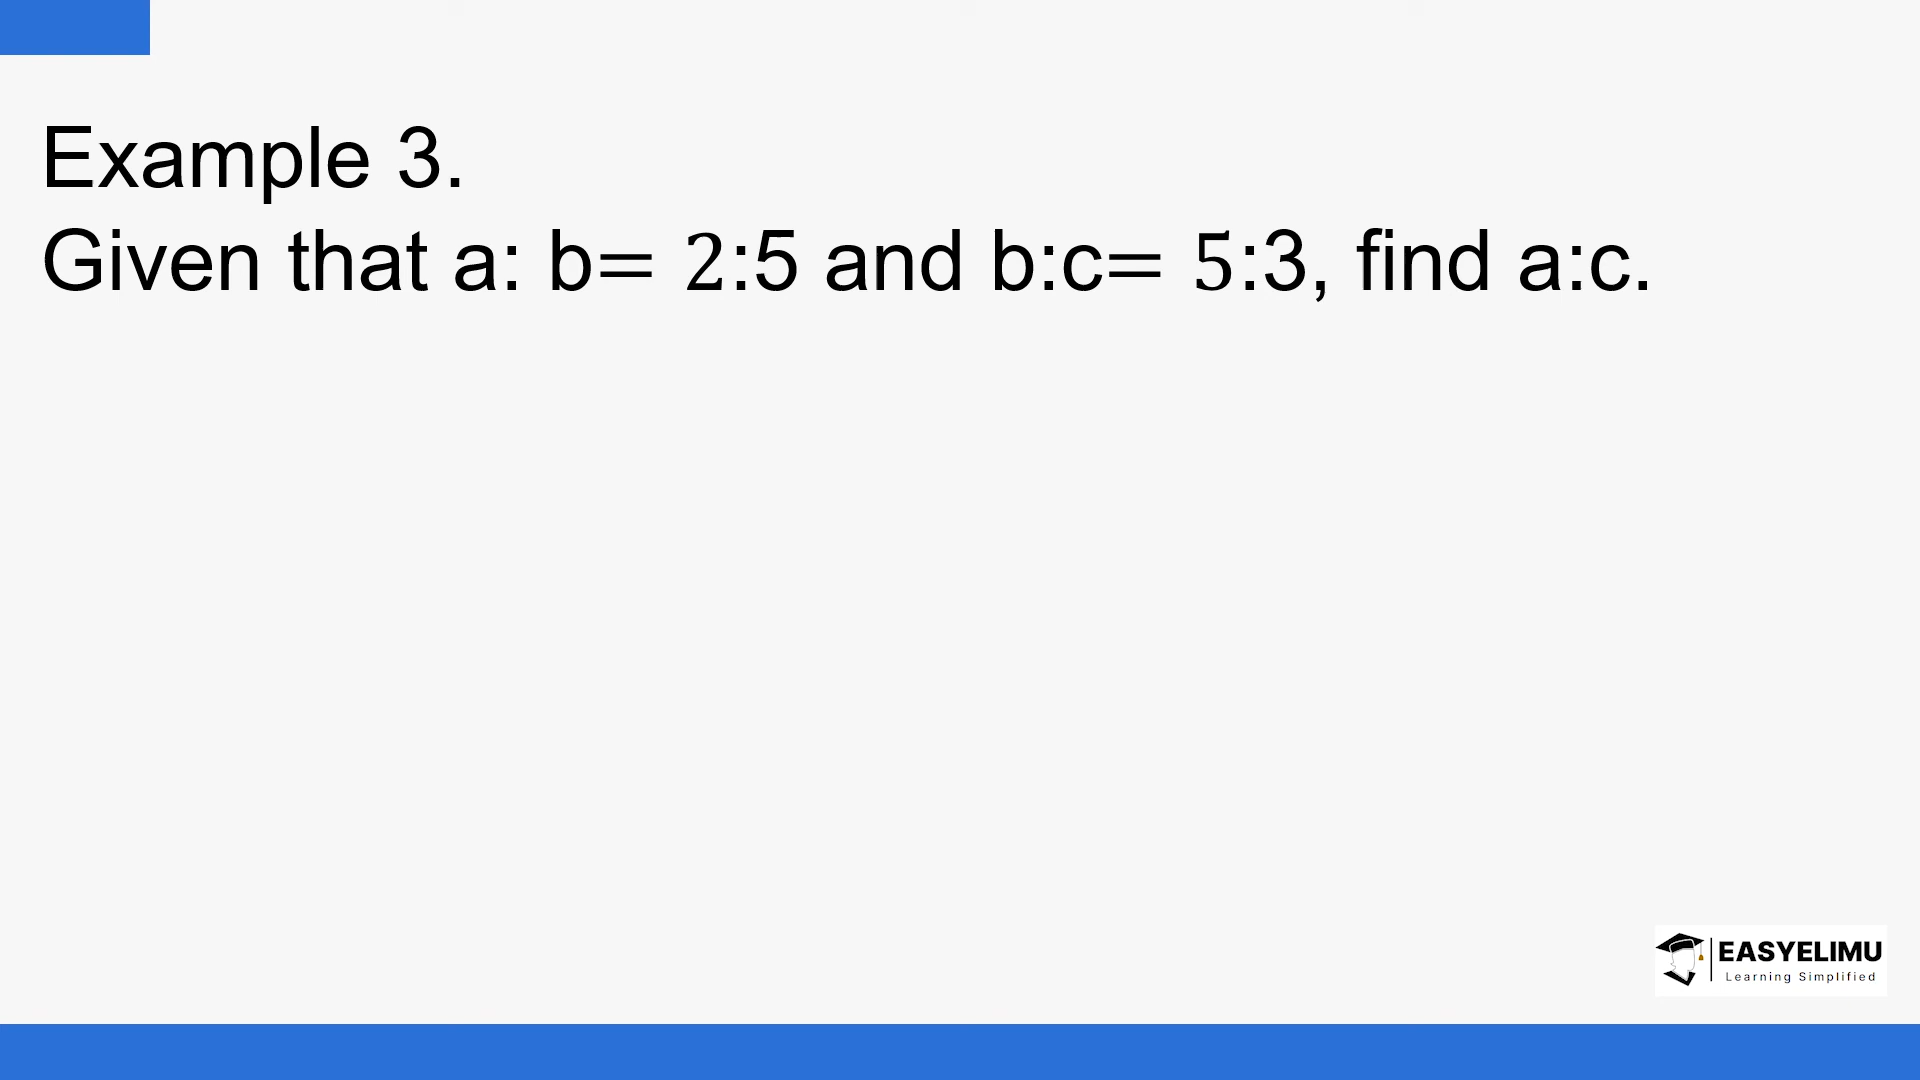 Example 3.
Given that a: b= 2:5 and b:c= 5:3, find a:c.
EASYELIMU
Learning Simplified